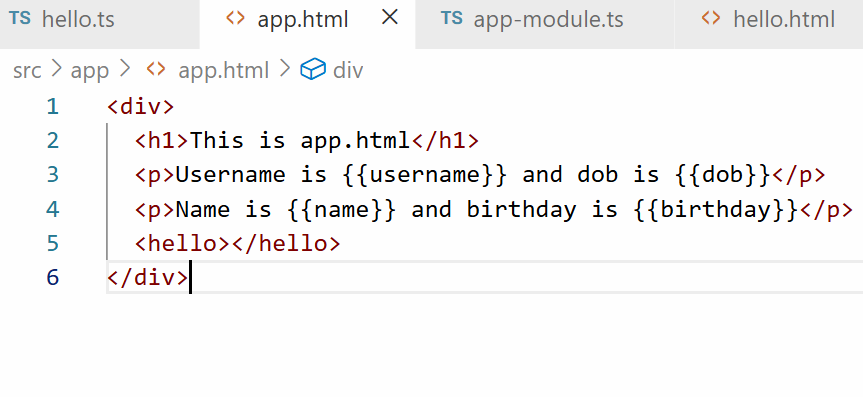 TS hello.ts <> app.html × TS app-module.ts <> hello.html
src > app > <> app.html > div
1 <div>
2 <h1>This is app.html</h1>
3 <p>Username is {{username}} and dob is {{dob}}</p>
4 <p>Name is {{name}} and birthday is {{birthday}}</p>
5 <hello></hello>
6 </div>